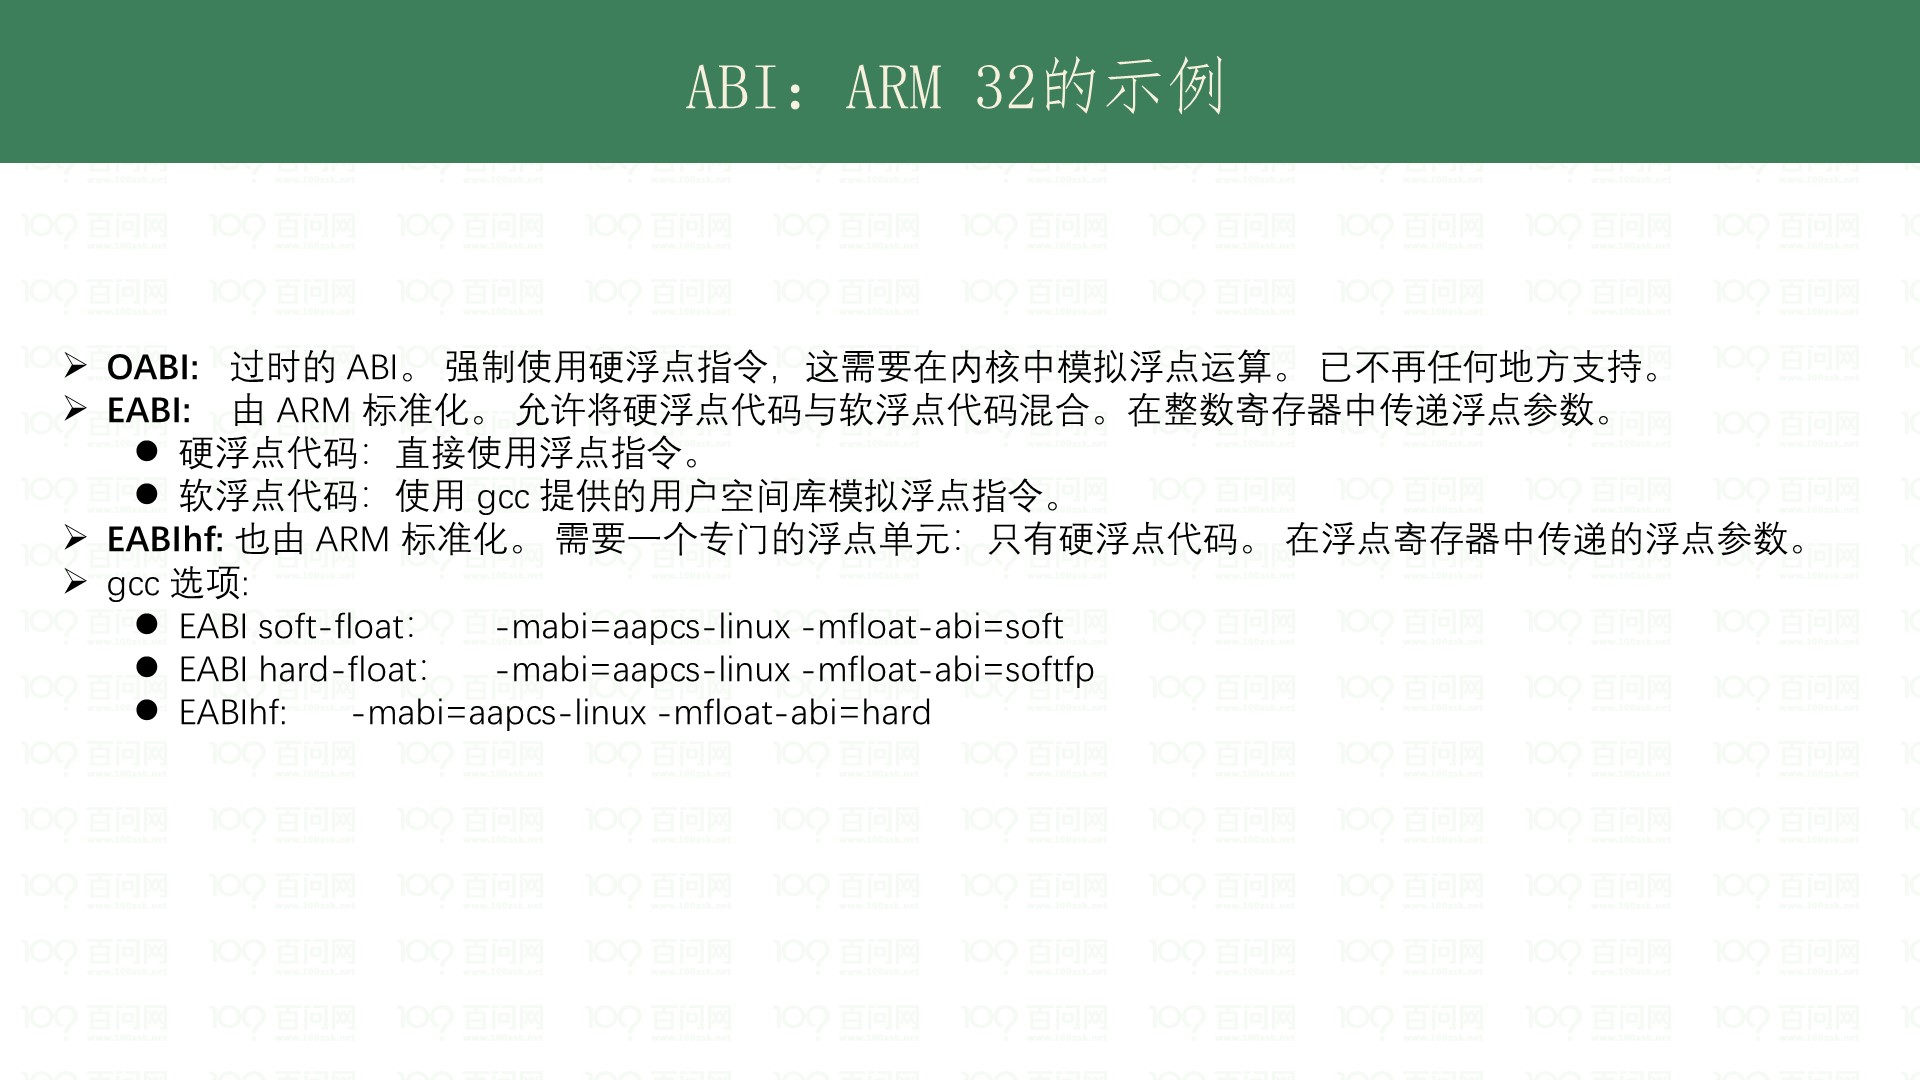 ABI：ARM 32的示例
OABI: 过时的 ABI。 强制使用硬浮点指令，这需要在内核中模拟浮点运算。 已不再任何地方支持。
EABI: 由 ARM 标准化。 允许将硬浮点代码与软浮点代码混合。在整数寄存器中传递浮点参数。
硬浮点代码：直接使用浮点指令。
软浮点代码：使用 gcc 提供的用户空间库模拟浮点指令。
EABIhf: 也由 ARM 标准化。 需要一个专门的浮点单元：只有硬浮点代码。 在浮点寄存器中传递的浮点参数。
gcc 选项:
EABI soft-float： -mabi=aapcs-linux -mfloat-abi=soft
EABI hard-float： -mabi=aapcs-linux -mfloat-abi=softfp
EABIhf: -mabi=aapcs-linux -mfloat-abi=hard
百问网
www.100ask.net